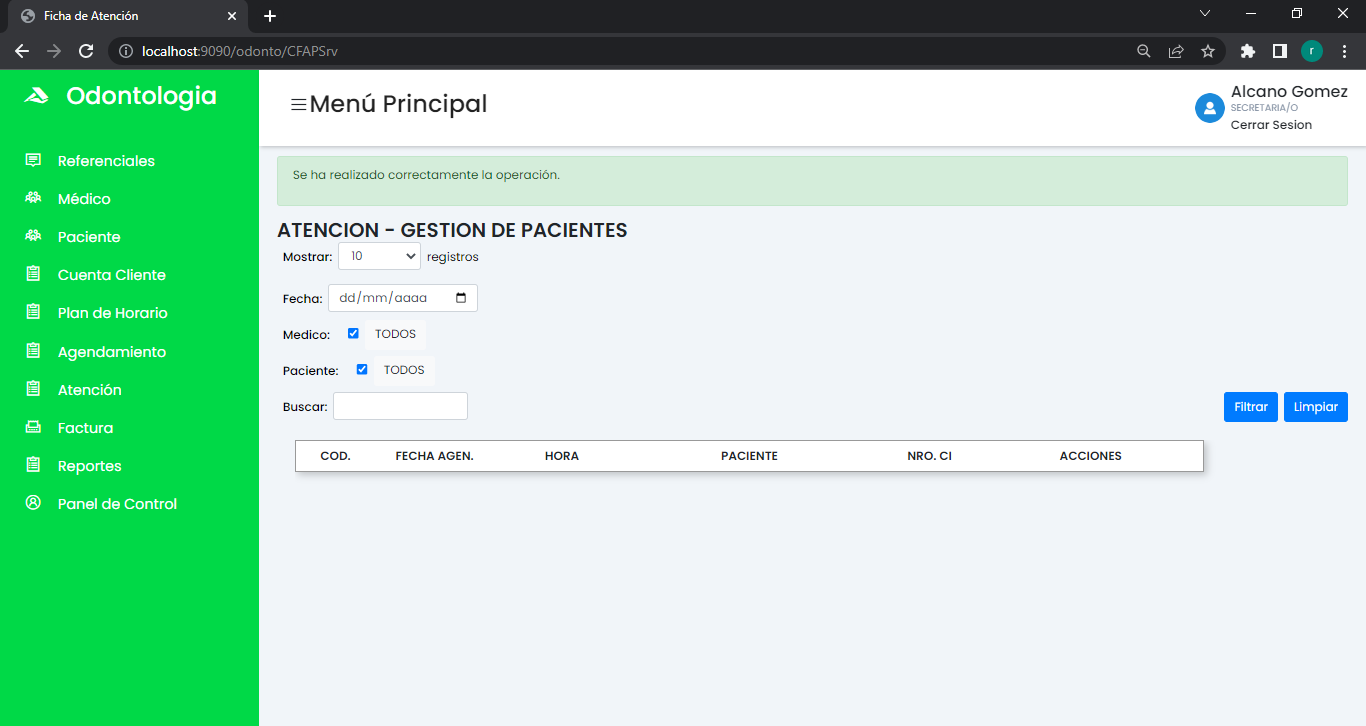 Ficha de Atención
localhost:9090/odonto/CFAPSrv
r
Odontologia
Menú Principal
Alcano Gomez
SECRETARIA/O
Cerrar Sesion
Referenciales
Médico
Paciente
Cuenta Cliente
Plan de Horario
Agendamiento
Atención
Factura
Reportes
Panel de Control
Se ha realizado correctamente la operación.
ATENCION - GESTION DE PACIENTES
Mostrar: 10 registros
Fecha: dd/mm/aaaa
Medico: TODOS
Paciente: TODOS
Buscar:
Filtrar Limpiar
COD. FECHA AGEN. HORA PACIENTE NRO. CI ACCIONES